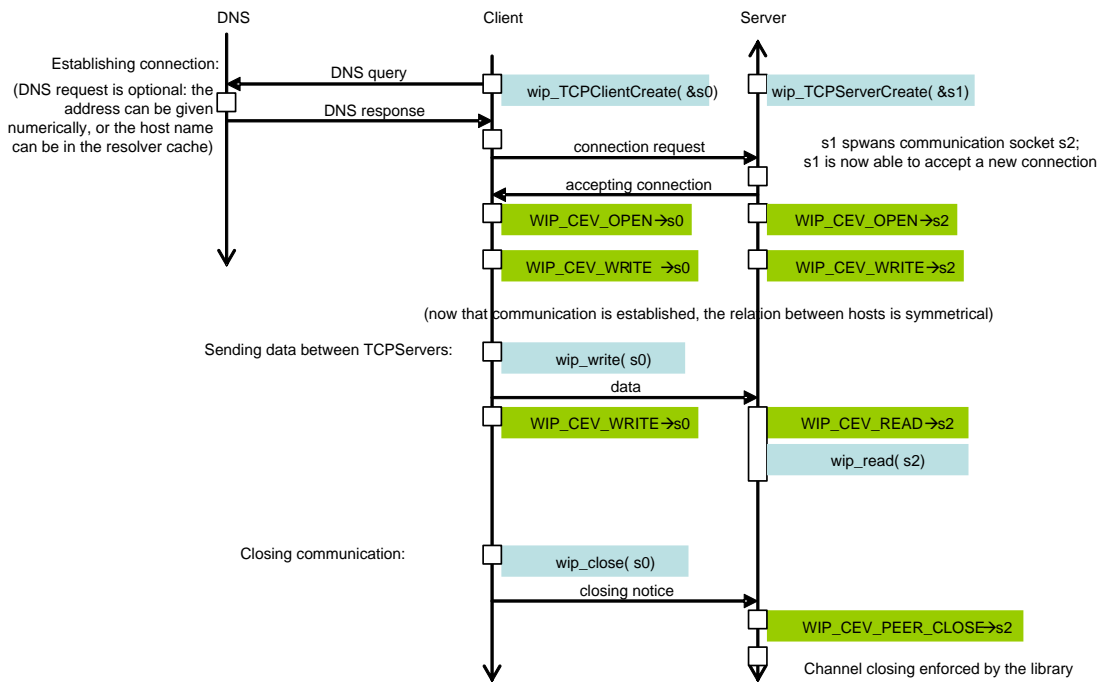 DNS
Client
Server
Establishing connection:
DNS query
(DNS request is optional: the
address can be given
numerically, or the host name
can be in the resolver cache)
wip_TCPClientCreate( &s0)
wip_TCPServerCreate( &s1)
DNS response
connection request
s1 spwans communication socket s2;
s1 is now able to accept a new connection
accepting connection
WIP_CEV_OPEN→s0
WIP_CEV_OPEN→s2
WIP_CEV_WRITE →s0
WIP_CEV_WRITE→s2
(now that communication is established, the relation between hosts is symmetrical)
Sending data between TCPServers:
wip_write( s0)
data
WIP_CEV_WRITE→s0
WIP_CEV_READ→s2
wip_read( s2)
Closing communication:
wip_close( s0)
closing notice
WIP_CEV_PEER_CLOSE→s2
Channel closing enforced by the library